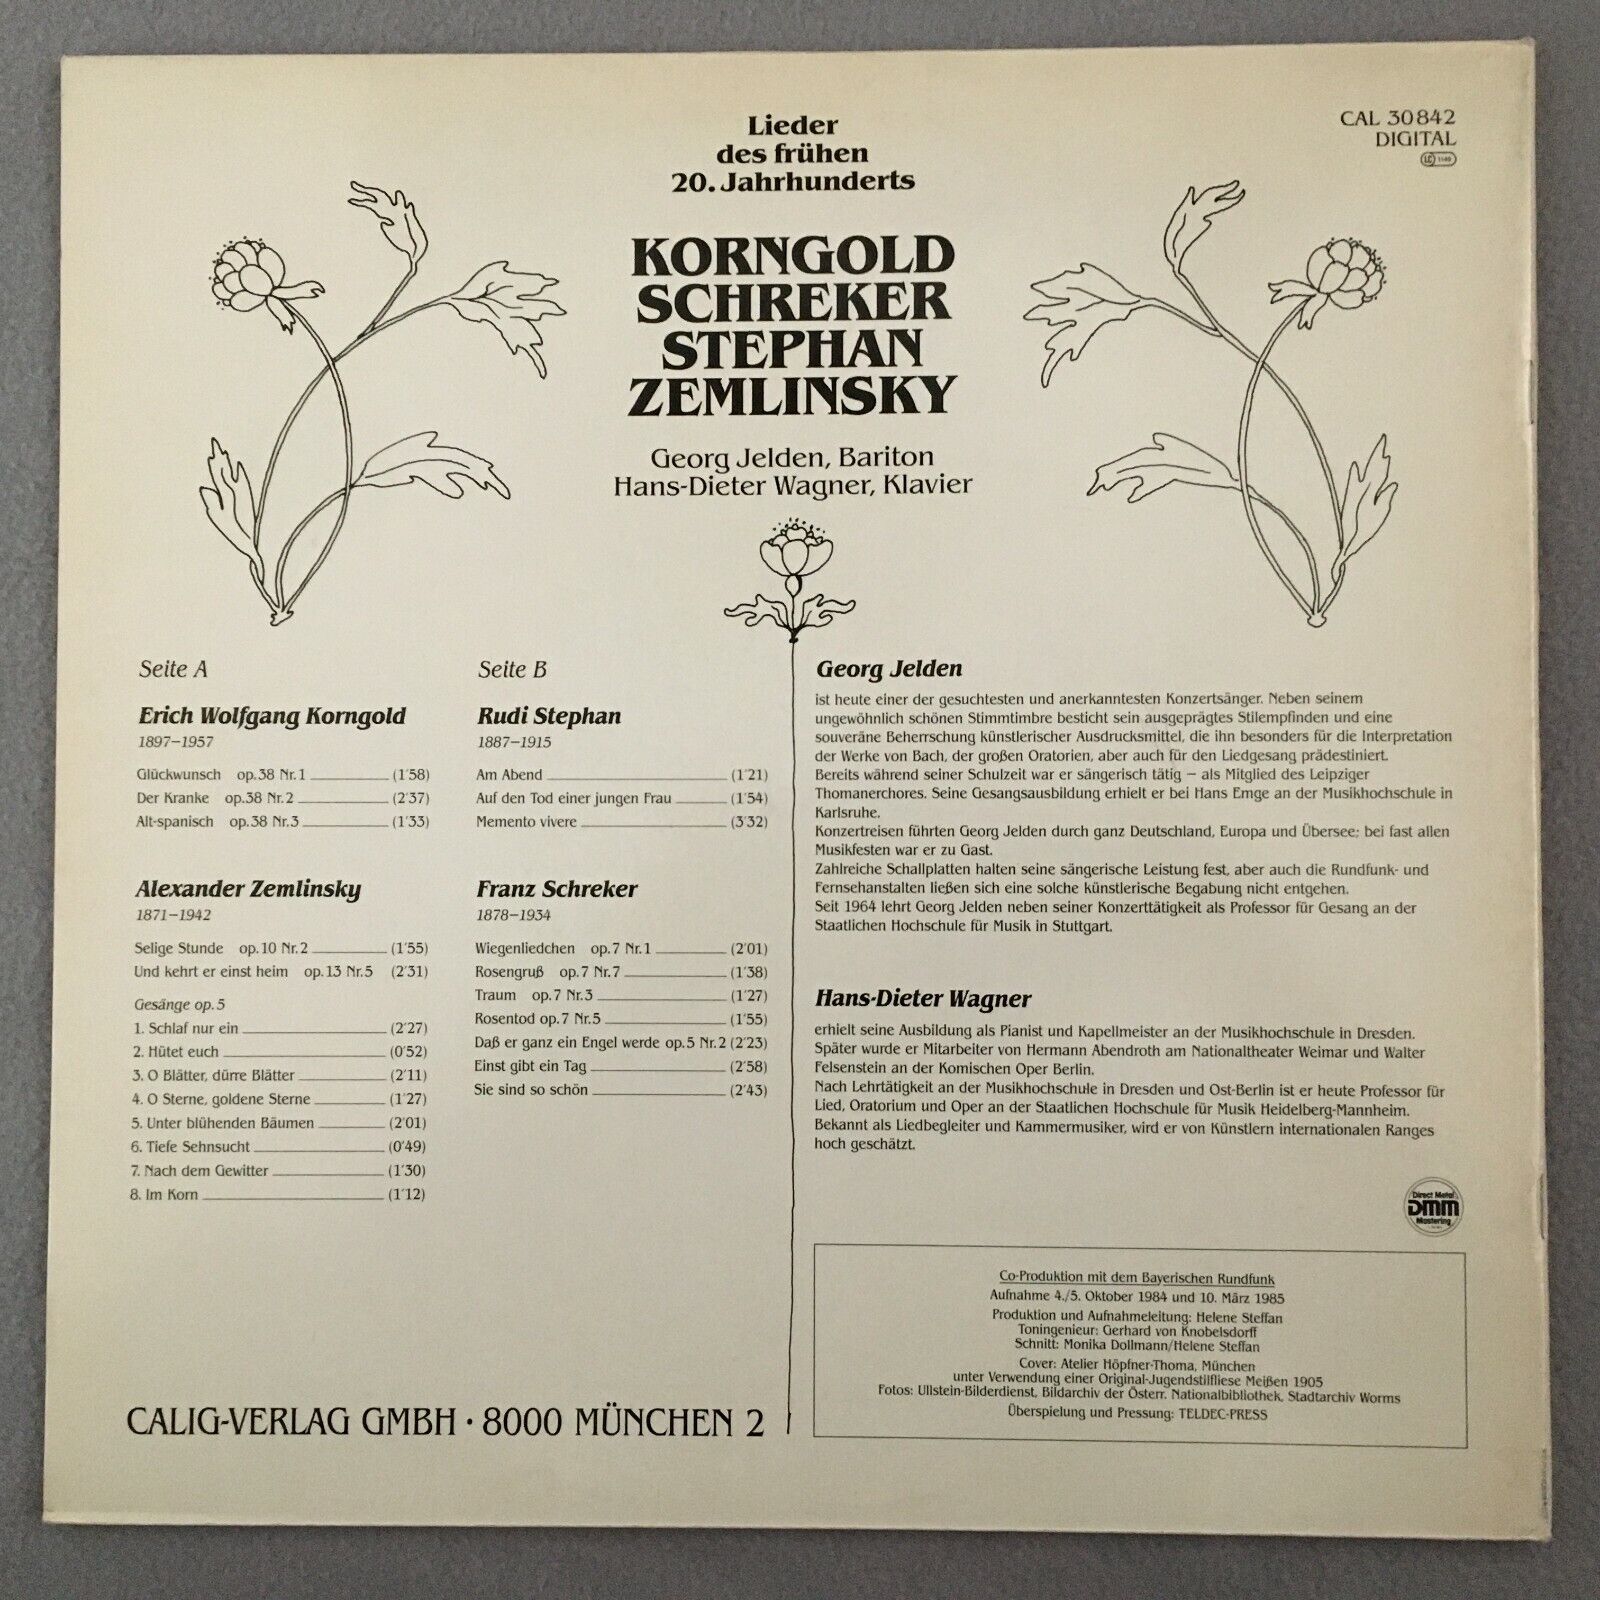 Lieder
des frühen
20. Jahrhunderts
CAL 30842
DIGITAL
LC 1149
KORNGOLD
SCHREKER
STEPHAN
ZEMLINSKY
Georg Jelden, Bariton
Hans-Dieter Wagner, Klavier
Seite A
Erich Wolfgang Korngold
1897–1957
Glückwunsch op.38 Nr.1 (1'58)
Der Kranke op.38 Nr.2 (2'37)
Alt-spanisch op.38 Nr.3 (1'33)
Alexander Zemlinsky
1871–1942
Selige Stunde op.10 Nr.2 (1'55)
Und kehrt er einst heim op.13 Nr.5 (2'31)
Gesänge op.5
1. Schlaf nur ein (2'27)
2. Hütet euch (0'52)
3. O Blätter, dürre Blätter (2'11)
4. O Sterne, goldene Sterne (1'27)
5. Unter blühenden Bäumen (2'01)
6. Tiefe Sehnsucht (0'49)
7. Nach dem Gewitter (1'30)
8. Im Korn (1'12)
Seite B
Rudi Stephan
1887–1915
Am Abend (1'21)
Auf den Tod einer jungen Frau (1'54)
Memento vivere (3'32)
Franz Schreker
1878–1934
Wiegenliedchen op.7 Nr.1 (2'01)
Rosengruß op.7 Nr.7 (1'38)
Traum op.7 Nr.3 (1'27)
Rosentod op.7 Nr.5 (1'55)
Daß er ganz ein Engel werde op.5 Nr.2 (2'23)
Einst gibt ein Tag (2'58)
Sie sind so schön (2'43)
Georg Jelden
ist heute einer der gesuchtesten und anerkanntesten Konzertsänger. Neben seinem
ungewöhnlich schönen Stimmtimbre besticht sein ausgeprägtes Stilempfinden und eine
souveräne Beherrschung künstlerischer Ausdrucksmittel, die ihn besonders für die Interpretation
der Werke von Bach, der großen Oratorien, aber auch für den Liedgesang prädestiniert.
Bereits während seiner Schulzeit war er sängerisch tätig – als Mitglied des Leipziger
Thomanerchores. Seine Gesangsausbildung erhielt er bei Hans Emge an der Musikhochschule in
Karlsruhe.
Konzertreisen führten Georg Jelden durch ganz Deutschland, Europa und Übersee; bei fast allen
Musikfesten war er zu Gast.
Zahlreiche Schallplatten halten seine sängerische Leistung fest, aber auch die Rundfunk- und
Fernsehanstalten ließen sich eine solche künstlerische Begabung nicht entgehen.
Seit 1964 lehrt Georg Jelden neben seiner Konzerttätigkeit als Professor für Gesang an der
Staatlichen Hochschule für Musik in Stuttgart.
Hans-Dieter Wagner
erhielt seine Ausbildung als Pianist und Kapellmeister an der Musikhochschule in Dresden.
Später wurde er Mitarbeiter von Hermann Abendroth am Nationaltheater Weimar und Walter
Felsenstein an der Komischen Oper Berlin.
Nach Lehrtätigkeit an der Musikhochschule in Dresden und Ost-Berlin ist er heute Professor für
Lied, Oratorium und Oper an der Staatlichen Hochschule für Musik Heidelberg-Mannheim.
Bekannt als Liedbegleiter und Kammermusiker, wird er von Künstlern internationalen Ranges
hoch geschätzt.
Direct Metal
DMM
Mastering
Co-Produktion mit dem Bayerischen Rundfunk
Aufnahme 4./5. Oktober 1984 und 10. März 1985
Produktion und Aufnahmeleitung: Helene Steffan
Toningenieur: Gerhard von Knobelsdorff
Schnitt: Monika Dollmann/Helene Steffan
Cover: Atelier Höpfner-Thoma, München
unter Verwendung einer Original-Jugendstilfliese Meißen 1905
Fotos: Ullstein-Bilderdienst, Bildarchiv der Österr. Nationalbibliothek, Stadtarchiv Worms
Überspielung und Pressung: TELDEC-PRESS
CALIG-VERLAG GMBH · 8000 MÜNCHEN 2